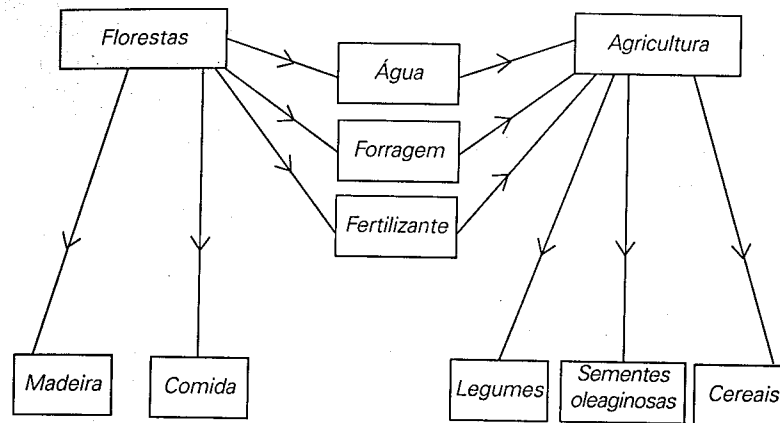 Florestas
Agricultura
Água
Forragem
Fertilizante
Madeira
Comida
Legumes
Sementes
oleaginosas
Cereais